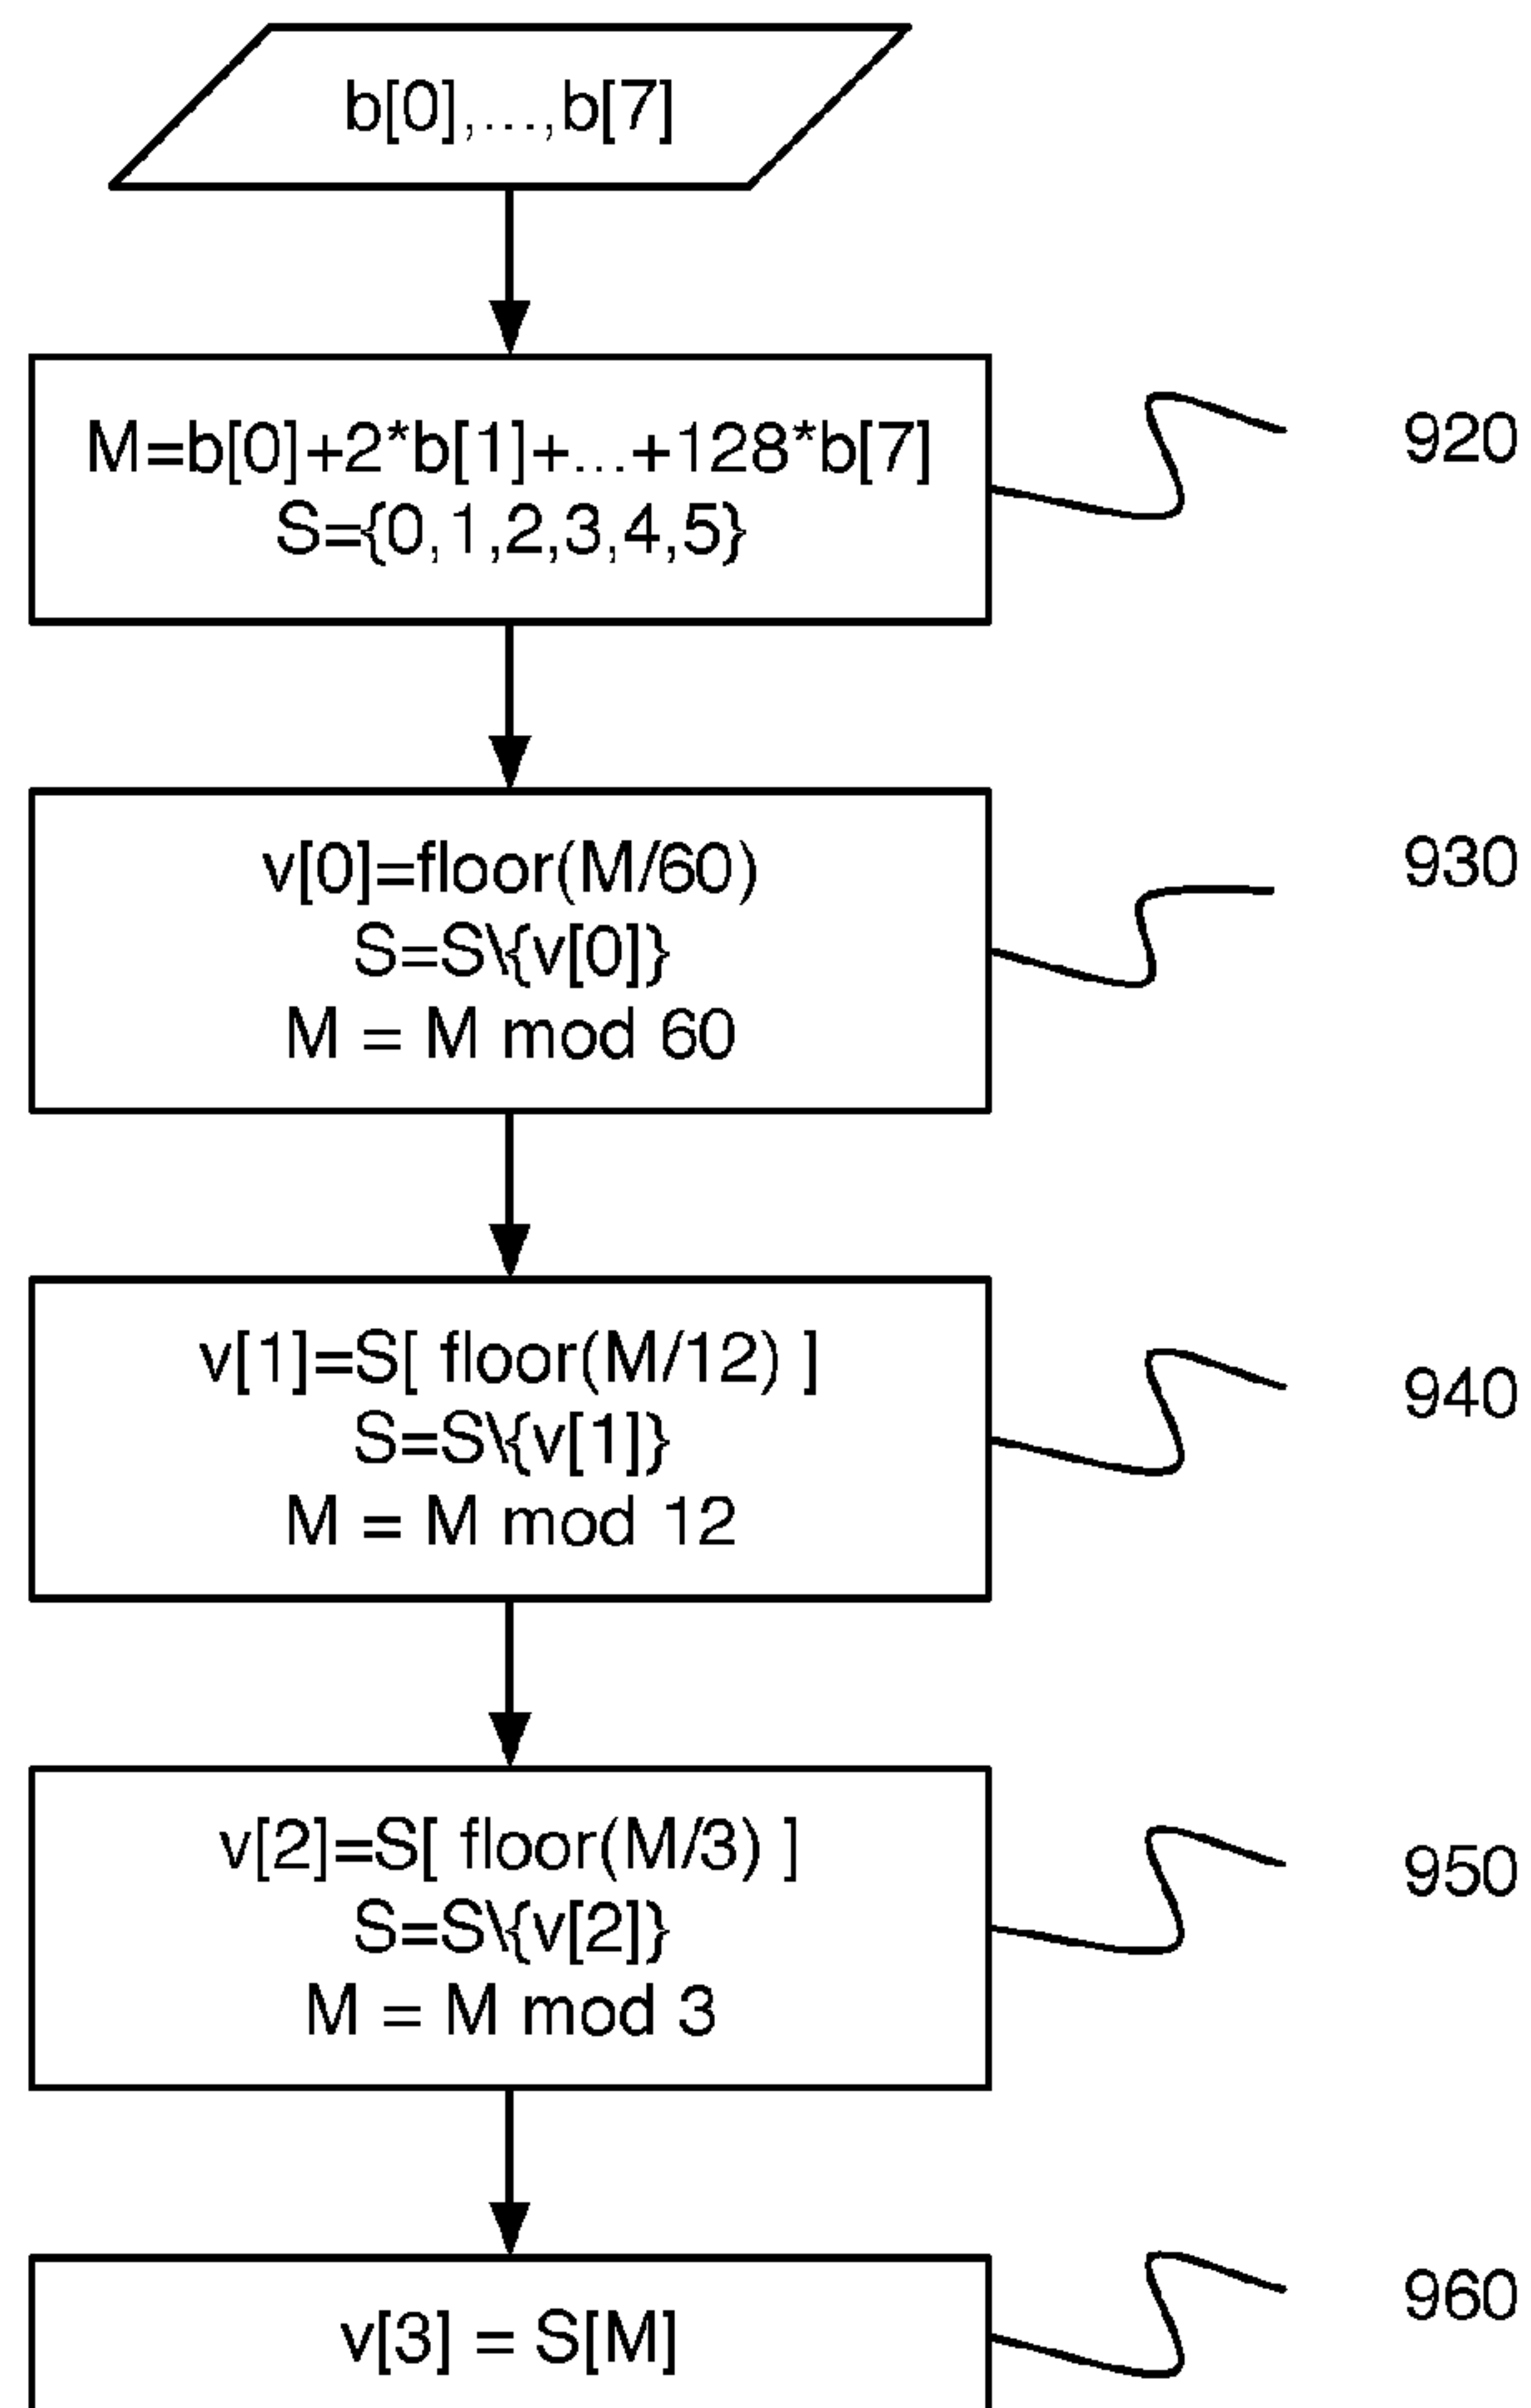 b[0],...,b[7]
M=b[0]+2*b[1]+...+128*b[7]
S={0,1,2,3,4,5}
920
v[0]=floor(M/60)
S=S\{v[0]}
M = M mod 60
930
v[1]=S[ floor(M/12) ]
S=S\{v[1]}
M = M mod 12
940
v[2]=S[ floor(M/3) ]
S=S\{v[2]}
M = M mod 3
950
v[3] = S[M]
960